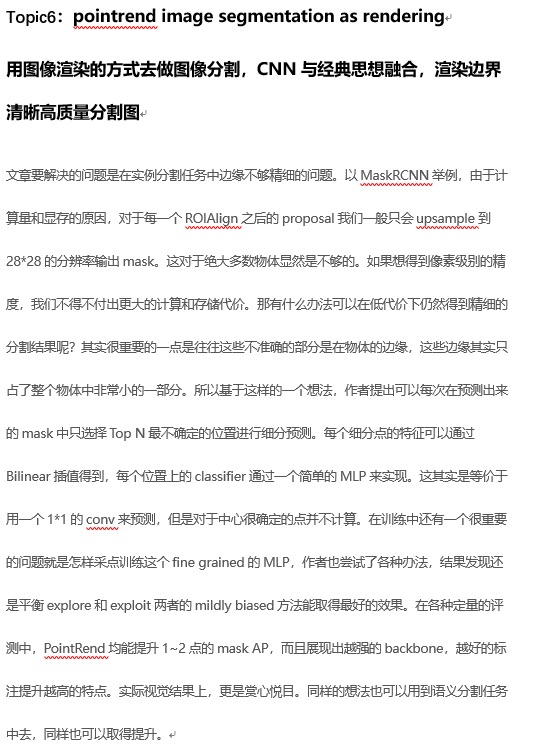 Topic6：pointrend image segmentation as rendering
用图像渲染的方式去做图像分割，CNN 与经典思想融合，渲染边界
清晰高质量分割图
文章要解决的问题是在实例分割任务中边缘不够精细的问题。以 MaskRCNN 举例，由于计
算量和显存的原因，对于每一个 ROIAlign 之后的 proposal 我们一般只会 upsample 到
28*28 的分辨率输出 mask。这对于绝大多数物体显然是不够的。如果想得到像素级别的精
度，我们不得不付出更大的计算和存储代价。那有什么办法可以在低代价下仍然得到精细的
分割结果呢？其实很重要的一点是往往这些不准确的部分是在物体的边缘，这些边缘其实只
占了整个物体中非常小的一部分。所以基于这样的一个想法，作者提出可以每次在预测出来
的 mask 中只选择 Top N 最不确定的位置进行细分预测。每个细分点的特征可以通过
Bilinear 插值得到，每个位置上的 classifier 通过一个简单的 MLP 来实现。这其实是等价于
用一个 1*1 的 conv 来预测，但是对于中心很确定的点并不计算。在训练中还有一个很重要
的问题就是怎样采点训练这个 fine grained 的 MLP，作者也尝试了各种办法，结果发现还
是平衡 explore 和 exploit 两者的 mildly biased 方法能取得最好的效果。在各种定量的评
测中，PointRend 均能提升 1~2 点的 mask AP，而且展现出越强的 backbone，越好的标
注提升越高的特点。实际视觉结果上，更是赏心悦目。同样的想法也可以用到语义分割任务
中去，同样也可以取得提升。